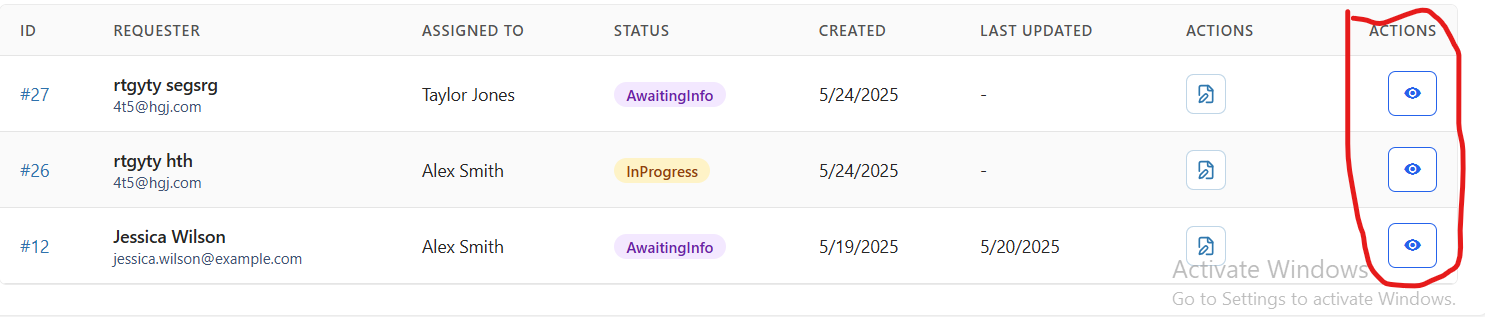 ID REQUESTER ASSIGNED TO STATUS CREATED LAST UPDATED ACTIONS ACTIONS
#27 rtgyty segsrg Taylor Jones AwaitingInfo 5/24/2025 -
4t5@hgj.com
#26 rtgyty hth Alex Smith InProgress 5/24/2025 -
4t5@hgj.com
#12 Jessica Wilson Alex Smith AwaitingInfo 5/19/2025 5/20/2025
jessica.wilson@example.com
Activate Windows
Go to Settings to activate Windows.